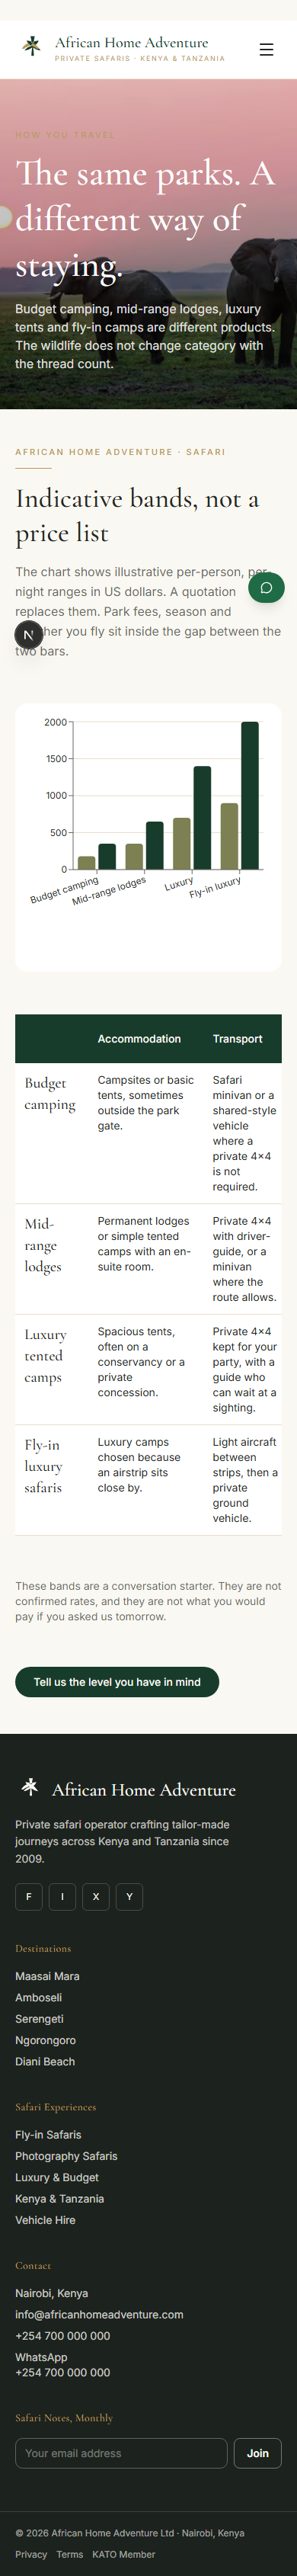 African Home Adventure
PRIVATE SAFARIS · KENYA & TANZANIA
HOW YOU TRAVEL
The same parks. A
different way of
staying.
Budget camping, mid-range lodges, luxury
tents and fly-in camps are different products.
The wildlife does not change category with
the thread count.
AFRICAN HOME ADVENTURE · SAFARI
Indicative bands, not a
price list
The chart shows illustrative per-person, per-
night ranges in US dollars. A quotation
replaces them. Park fees, season and
her you fly sit inside the gap between the
two bars.
N
2000
1500
1000
500
0
Budget camping
Mid-range lodges
Luxury
Fly-in luxury
Accommodation Transport
Budget camping
Campsites or basic tents, sometimes outside the park gate.
Safari minivan or a shared-style vehicle where a private 4×4 is not required.
Mid-range lodges
Permanent lodges or simple tented camps with an en-suite room.
Private 4×4 with driver-guide, or a minivan where the route allows.
Luxury tented camps
Spacious tents, often on a conservancy or a private concession.
Private 4×4 kept for your party, with a guide who can wait at a sighting.
Fly-in luxury safaris
Luxury camps chosen because an airstrip sits close by.
Light aircraft between strips, then a private ground vehicle.
These bands are a conversation starter. They are not
confirmed rates, and they are not what you would
pay if you asked us tomorrow.
Tell us the level you have in mind
African Home Adventure
Private safari operator crafting tailor-made
journeys across Kenya and Tanzania since
2009.
F I X Y
Destinations
Maasai Mara
Amboseli
Serengeti
Ngorongoro
Diani Beach
Safari Experiences
Fly-in Safaris
Photography Safaris
Luxury & Budget
Kenya & Tanzania
Vehicle Hire
Contact
Nairobi, Kenya
info@africanhomeadventure.com
+254 700 000 000
WhatsApp
+254 700 000 000
Safari Notes, Monthly
Your email address
Join
© 2026 African Home Adventure Ltd · Nairobi, Kenya
Privacy Terms KATO Member